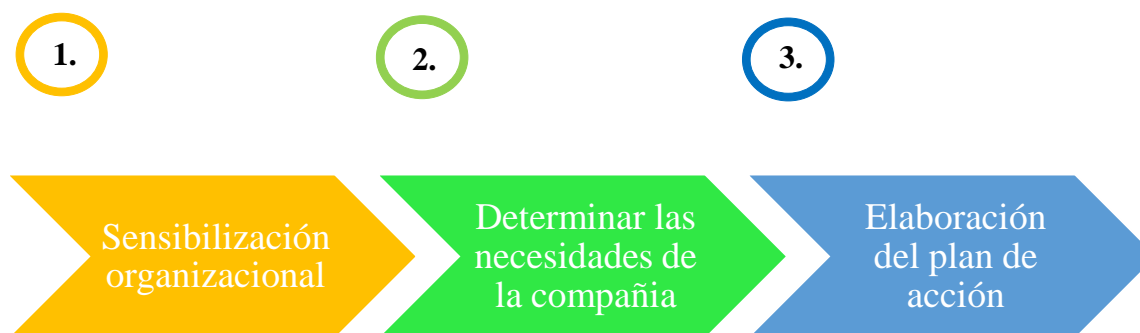 1.
2.
3.
Sensibilización
organizacional
Determinar las
necesidades de
la compañia
Elaboración
del plan de
acción